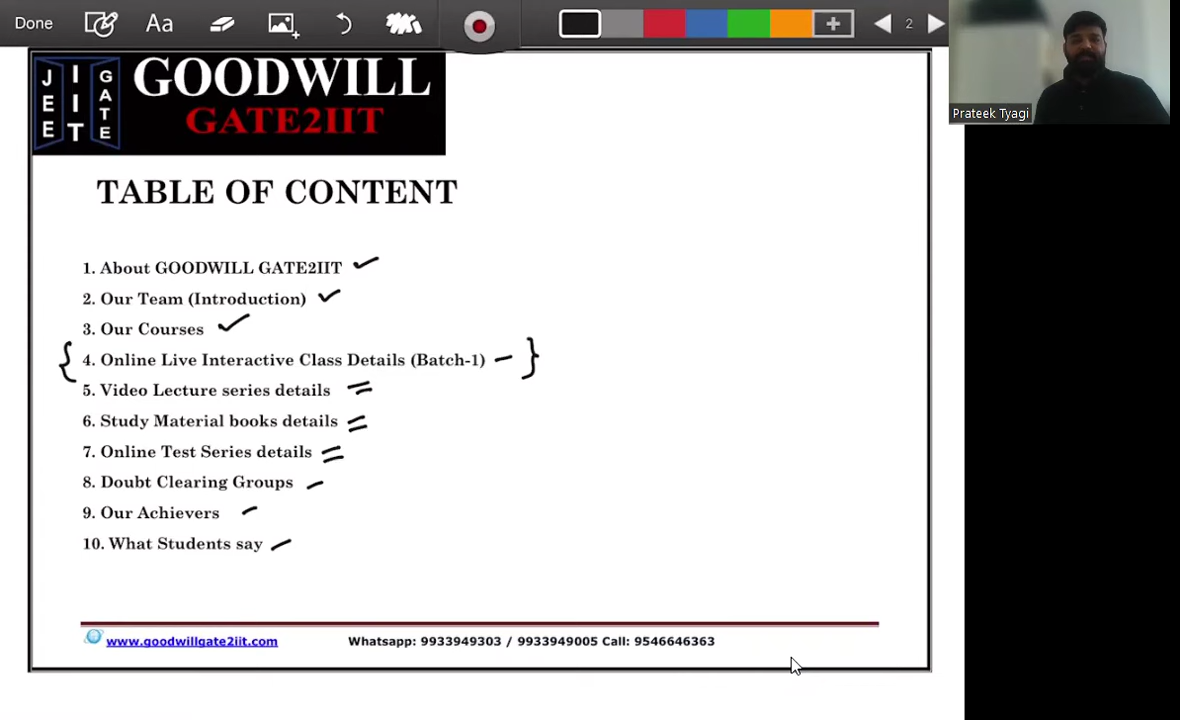 Done
Aa
2
J E E
I I T
G A T E
GOODWILL
GATE2IIT
Prateek Tyagi
TABLE OF CONTENT
1. About GOODWILL GATE2IIT
2. Our Team (Introduction)
3. Our Courses
4. Online Live Interactive Class Details (Batch-1)
5. Video Lecture series details
6. Study Material books details
7. Online Test Series details
8. Doubt Clearing Groups
9. Our Achievers
10. What Students say
www.goodwillgate2iit.com Whatsapp: 9933949303 / 9933949005 Call: 9546646363